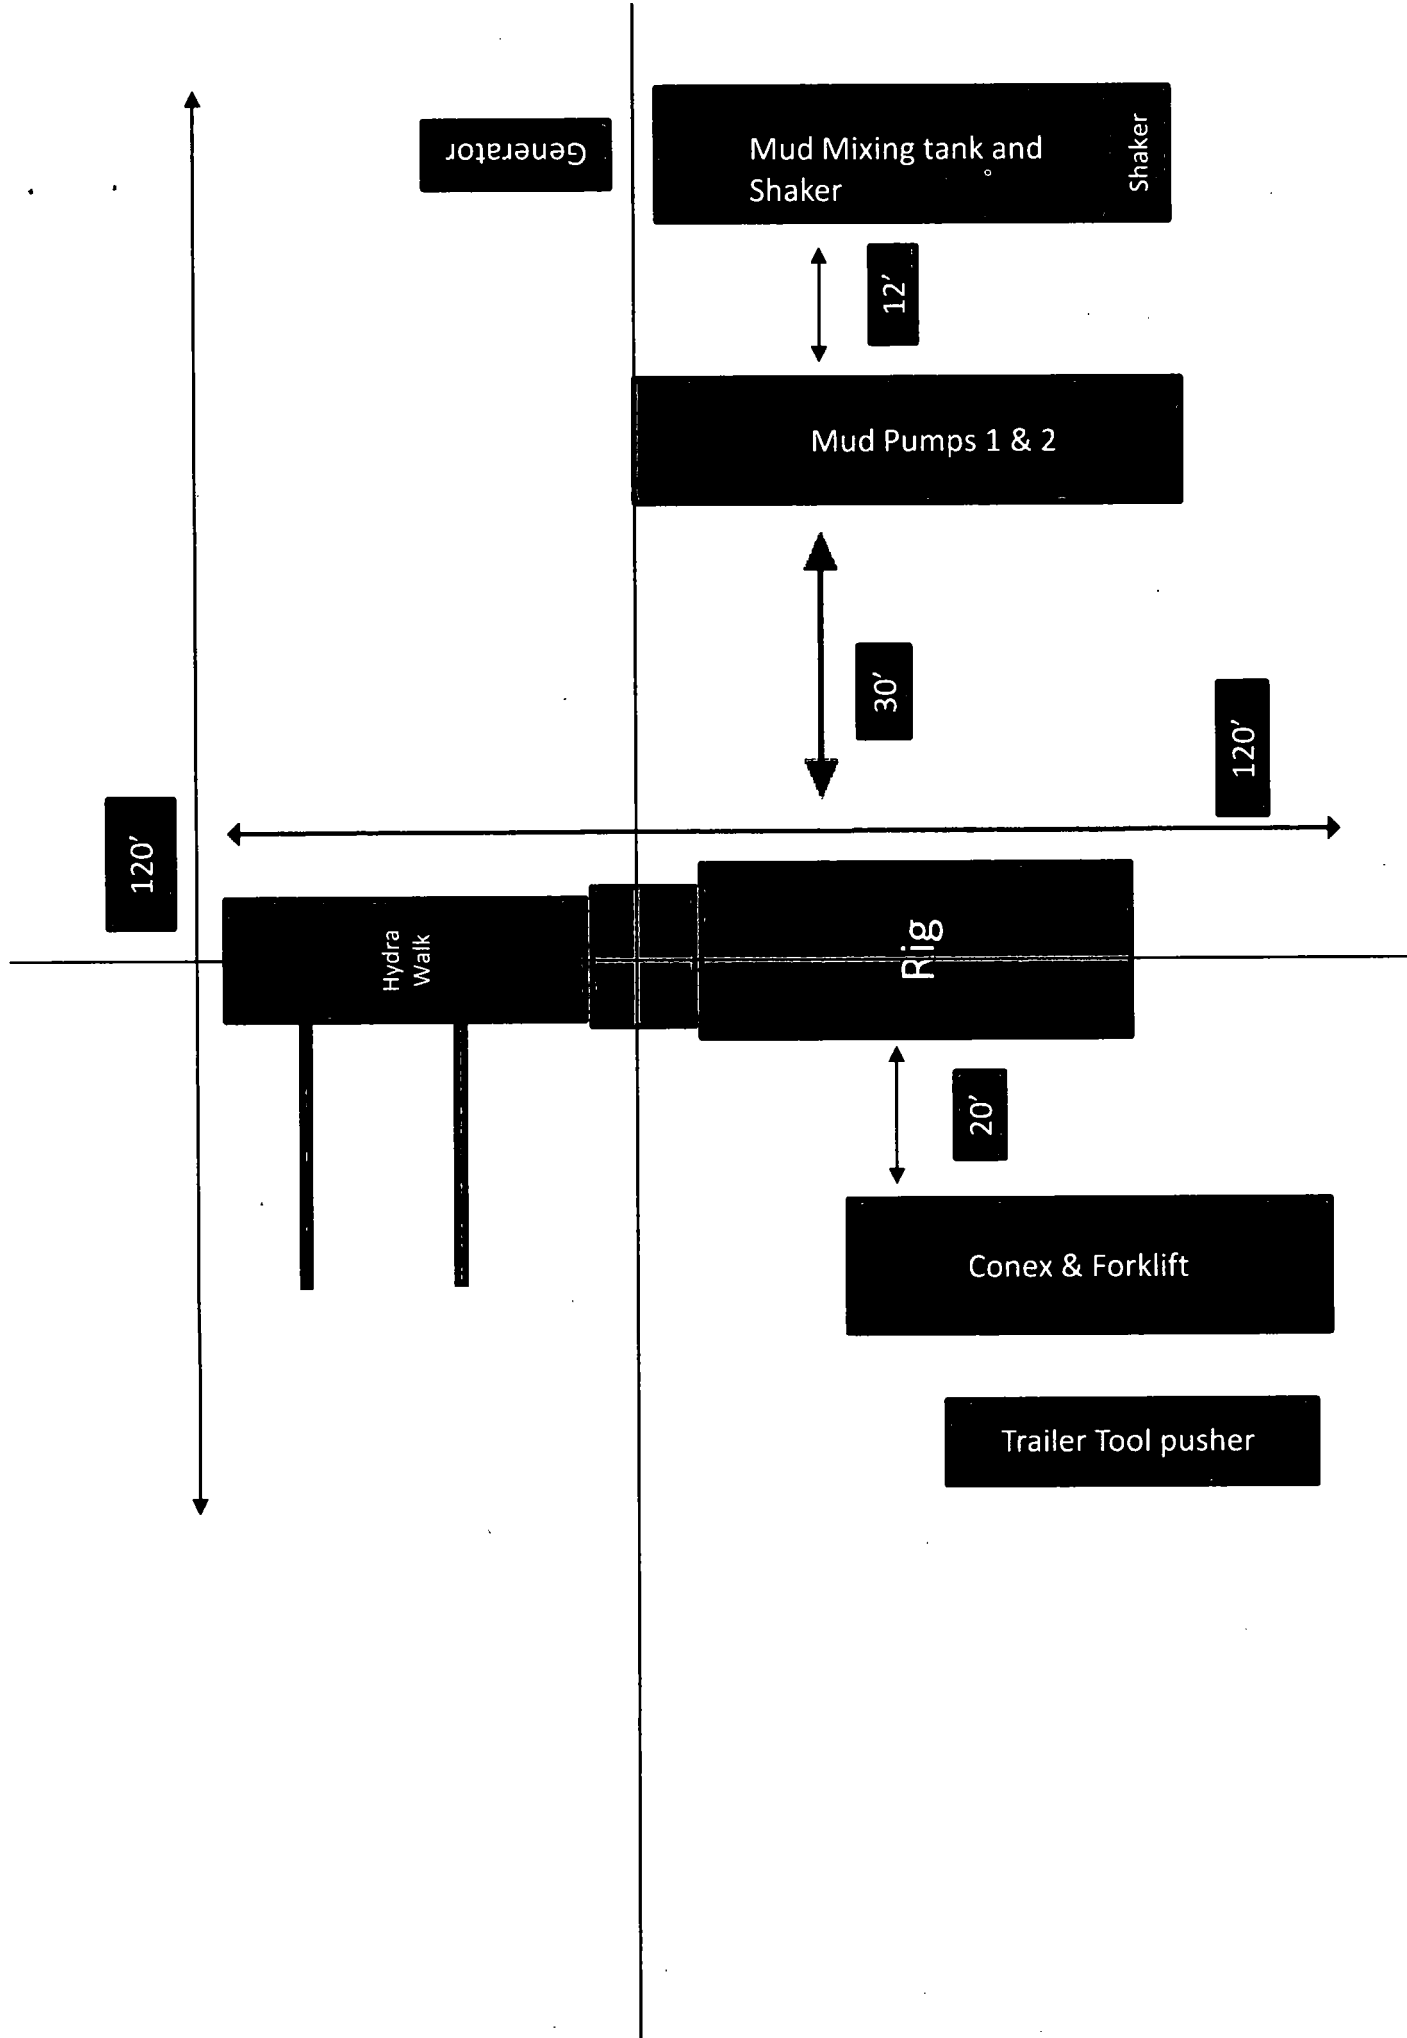 Generator
Mud Mixing tank and
Shaker
Shaker
12’
Mud Pumps 1 & 2
30’
120’
120’
Hydra
Walk
Rig
20’
Conex & Forklift
Trailer Tool pusher